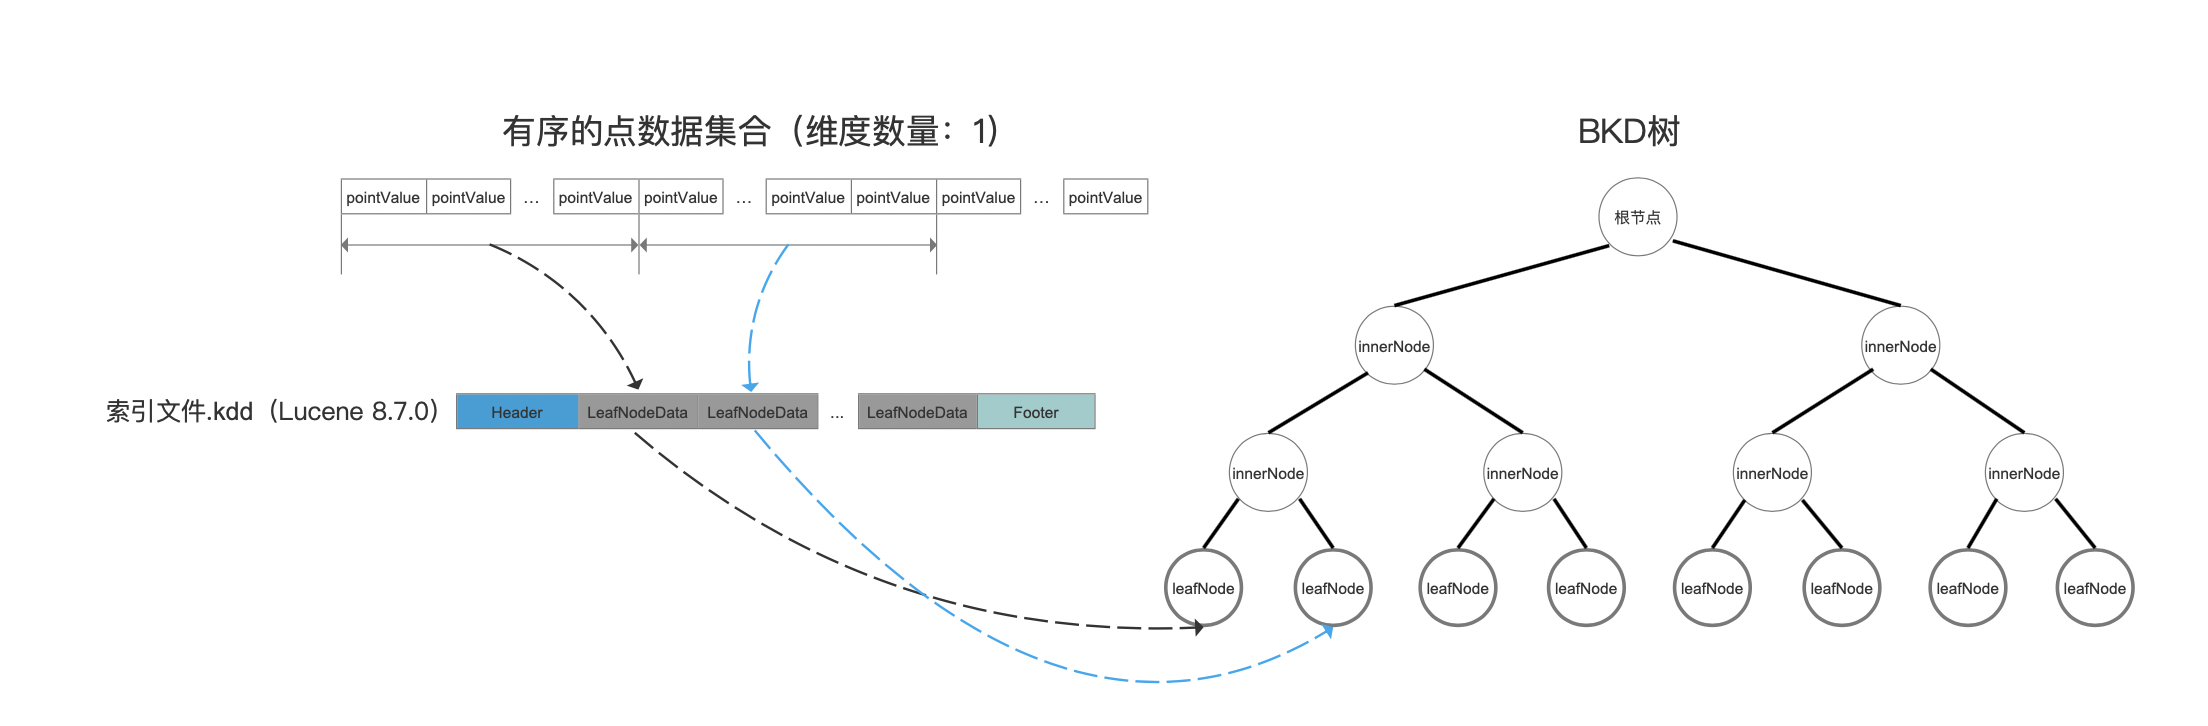 有序的点数据集合（维度数量：1）
BKD树
pointValue pointValue ... pointValue pointValue ... pointValue pointValue pointValue ... pointValue
根节点
innerNode innerNode
索引文件.kdd（Lucene 8.7.0） Header LeafNodeData LeafNodeData ... LeafNodeData Footer
innerNode innerNode innerNode innerNode
leafNode leafNode leafNode leafNode leafNode leafNode leafNode leafNode